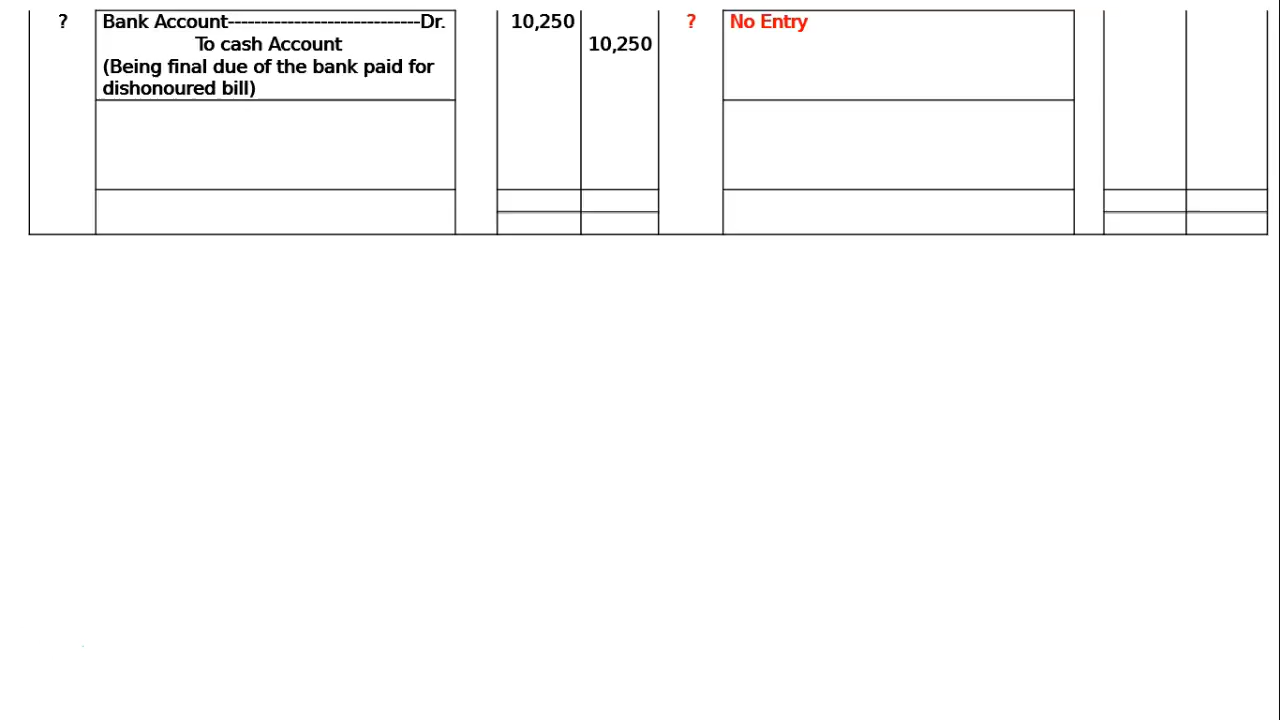 ? Bank Account-----------------------------Dr. 10,250 ? No Entry
To cash Account 10,250
(Being final due of the bank paid for
dishonoured bill)